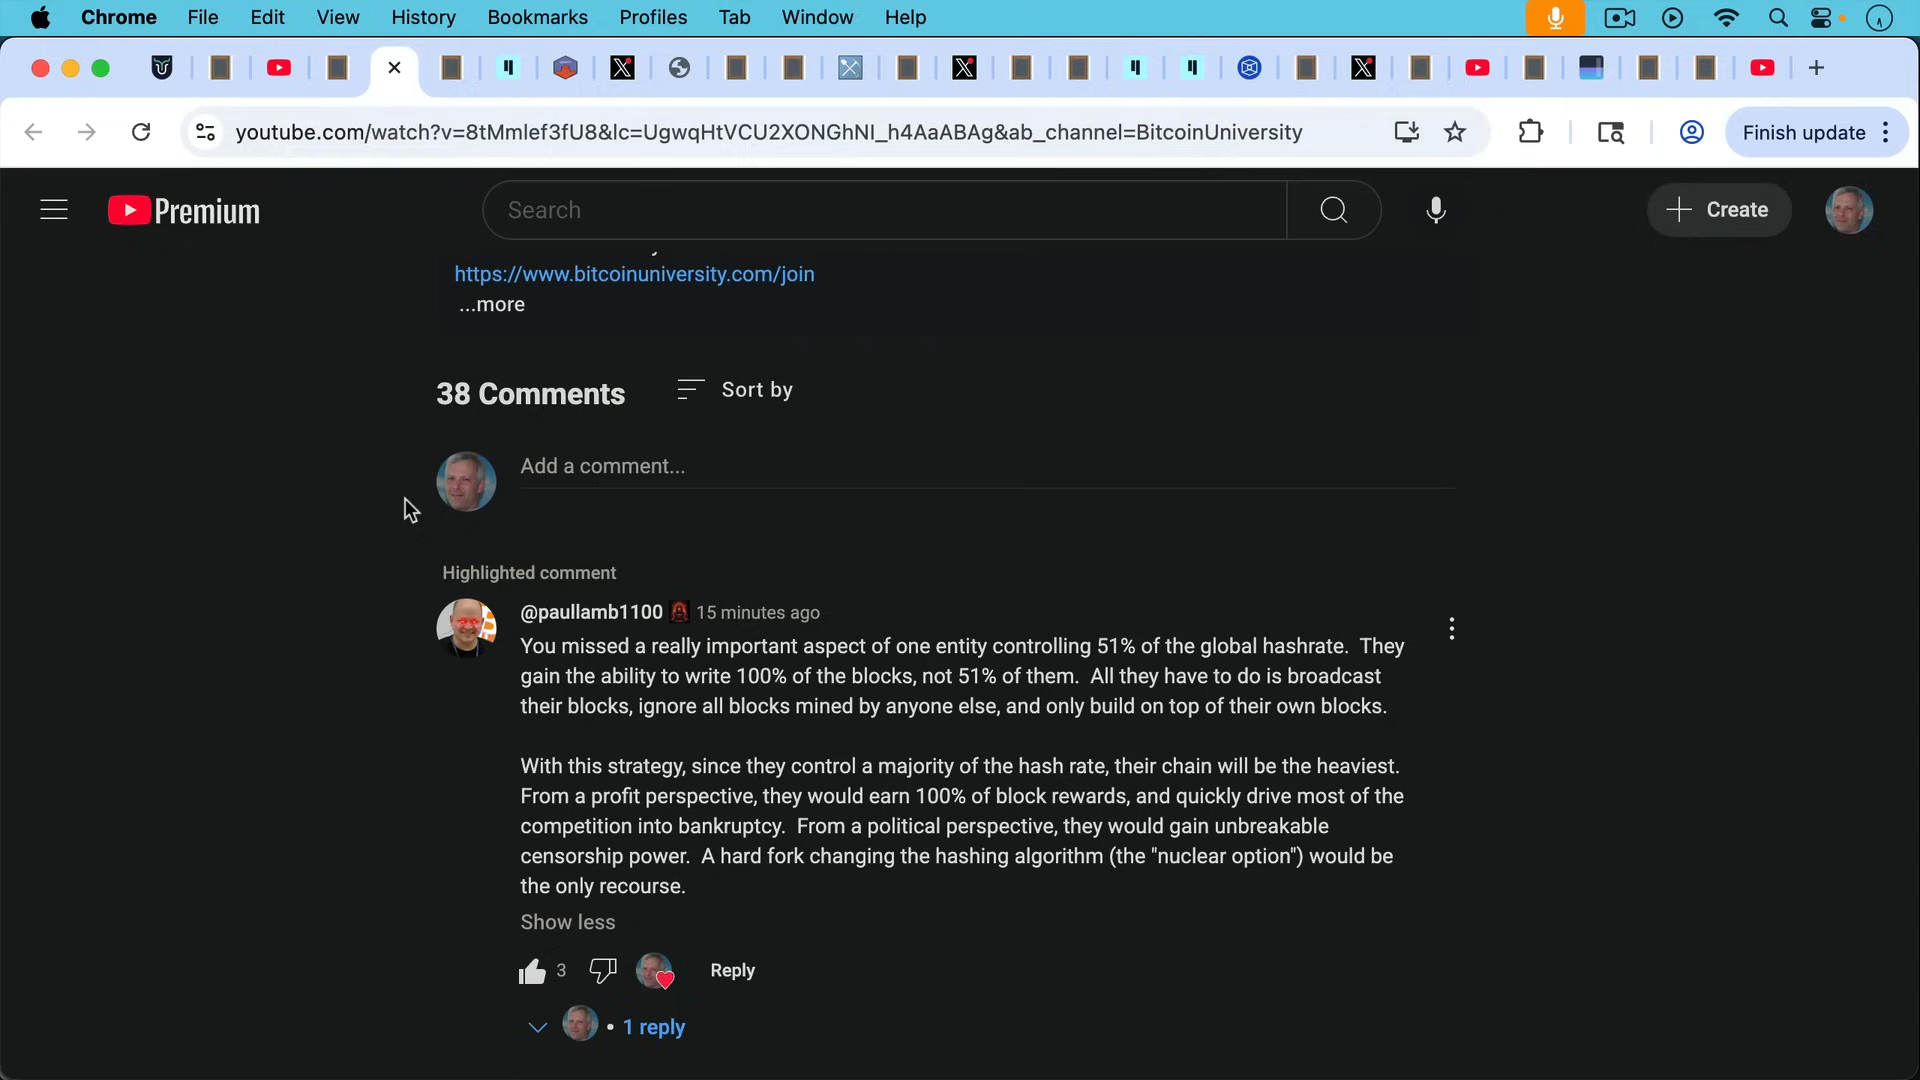 Chrome File Edit View History Bookmarks Profiles Tab Window Help
youtube.com/watch?v=8tMmlef3fU8&lc=UgwqHtVCU2XONGhNI_h4AaABAg&ab_channel=BitcoinUniversity
Finish update
Premium
Search
Create
https://www.bitcoinuniversity.com/join
...more
38 Comments
Sort by
Add a comment...
Highlighted comment
@paullamb1100 15 minutes ago
You missed a really important aspect of one entity controlling 51% of the global hashrate.  They
gain the ability to write 100% of the blocks, not 51% of them.  All they have to do is broadcast
their blocks, ignore all blocks mined by anyone else, and only build on top of their own blocks.
With this strategy, since they control a majority of the hash rate, their chain will be the heaviest.
From a profit perspective, they would earn 100% of block rewards, and quickly drive most of the
competition into bankruptcy.  From a political perspective, they would gain unbreakable
censorship power.  A hard fork changing the hashing algorithm (the "nuclear option") would be
the only recourse.
Show less
3
Reply
• 1 reply